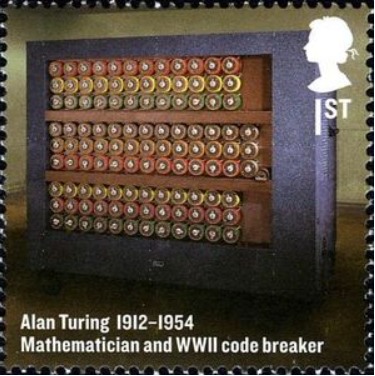 1ST
Alan Turing 1912–1954
Mathematician and WWII code breaker